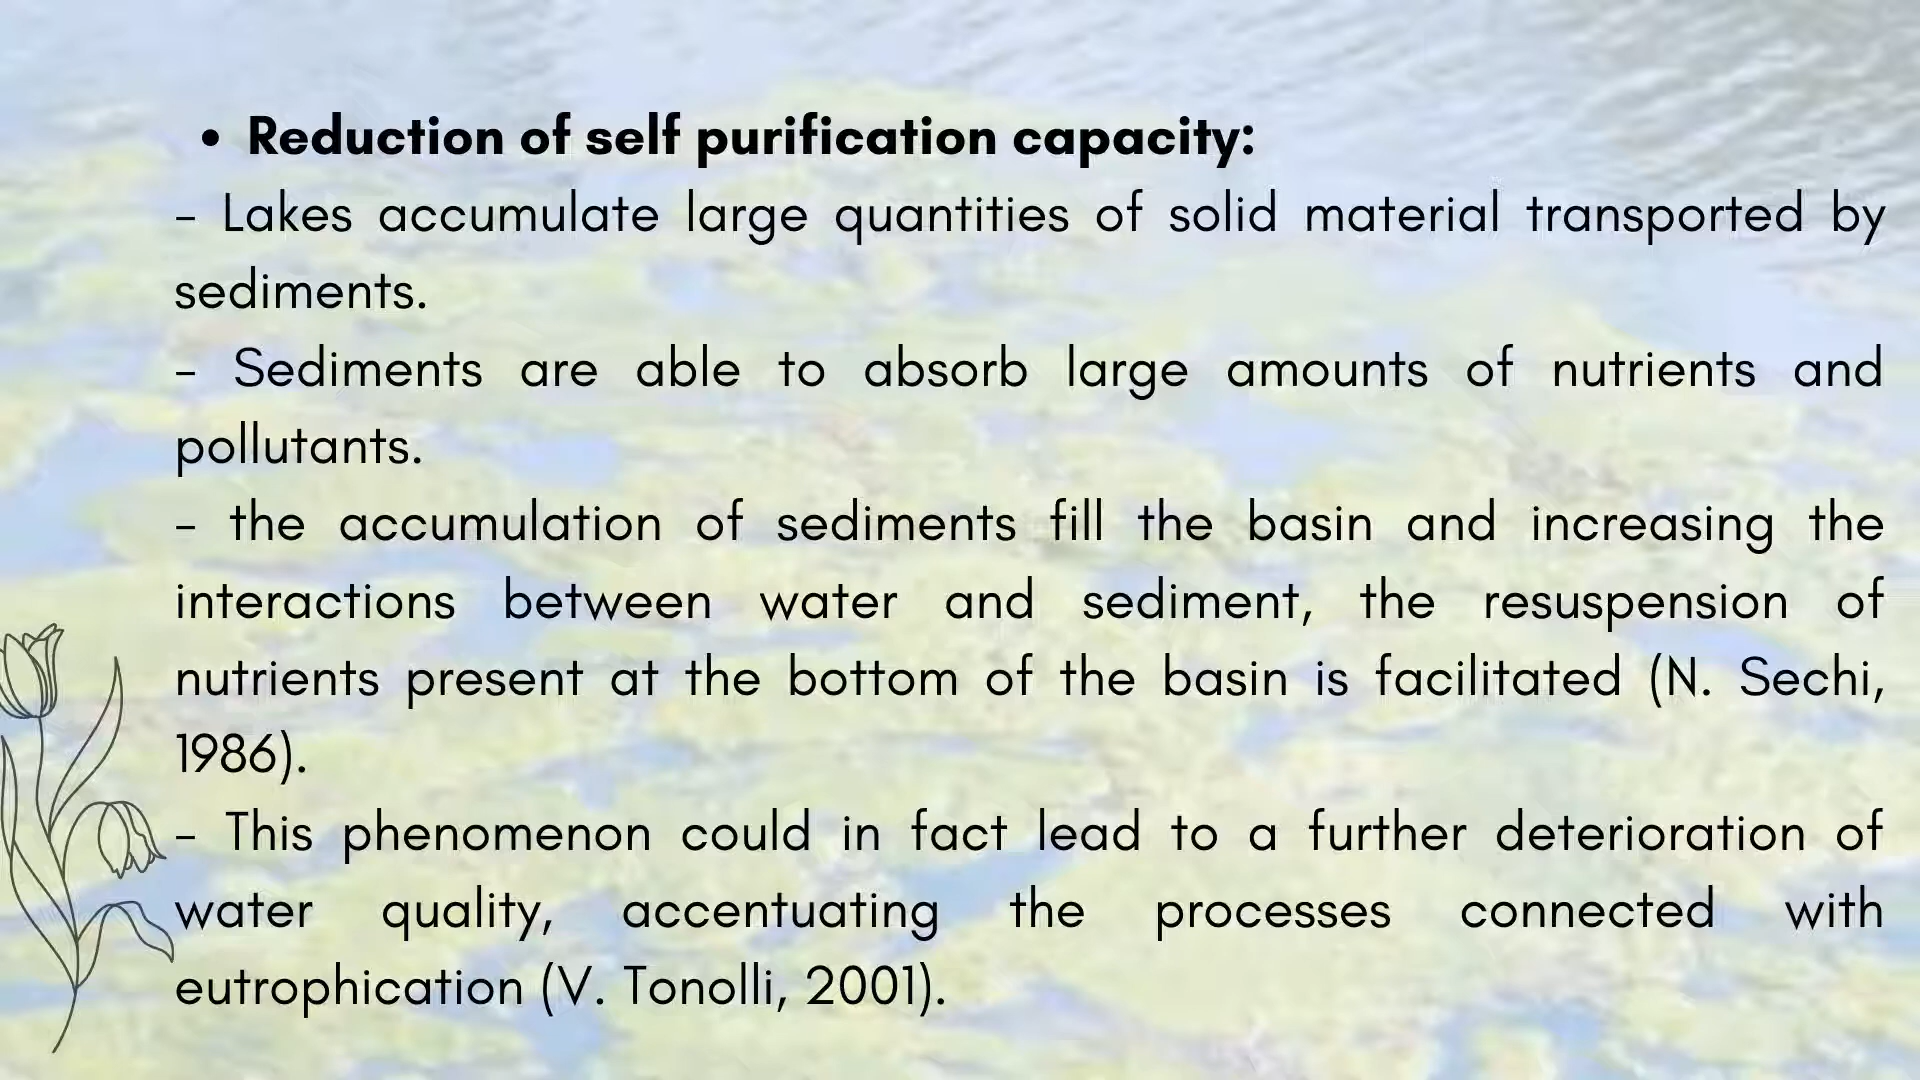 • Reduction of self purification capacity:
- Lakes accumulate large quantities of solid material transported by
sediments.
- Sediments are able to absorb large amounts of nutrients and
pollutants.
- the accumulation of sediments fill the basin and increasing the
interactions between water and sediment, the resuspension of
nutrients present at the bottom of the basin is facilitated (N. Sechi,
1986).
- This phenomenon could in fact lead to a further deterioration of
water quality, accentuating the processes connected with
eutrophication (V. Tonolli, 2001).